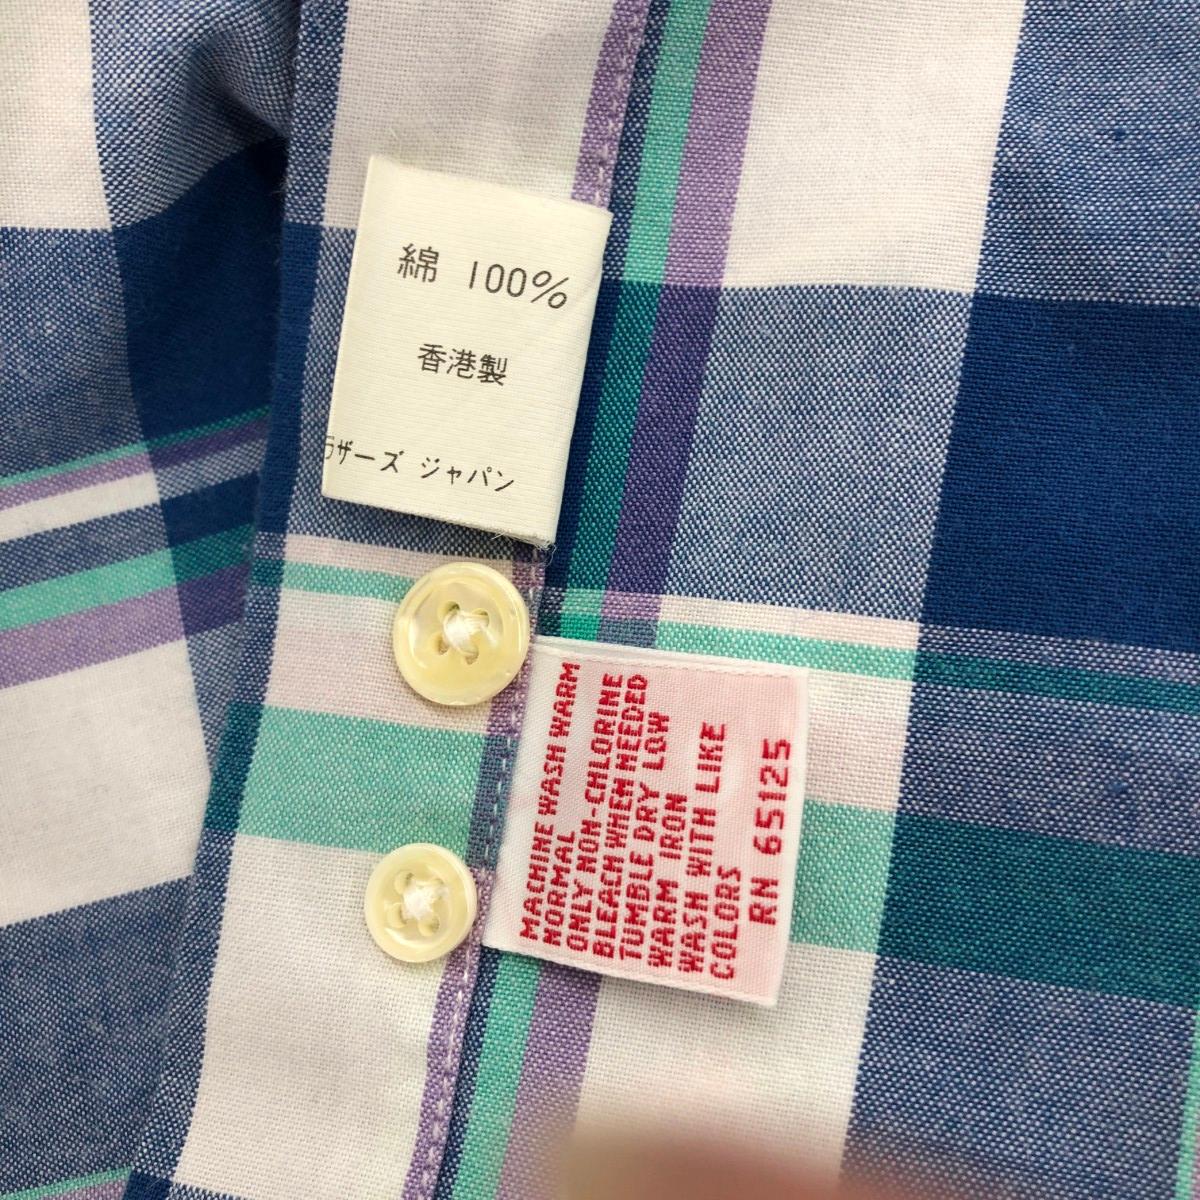 綿 100%
香港製
ラザーズ ジャパン
MACHINE WASH WARM
NORMAL
ONLY NON-CHLORINE
BLEACH WHEN NEEDED
TUMBLE DRY LOW
WARM IRON
WASH WITH LIKE
COLORS
RN 65125